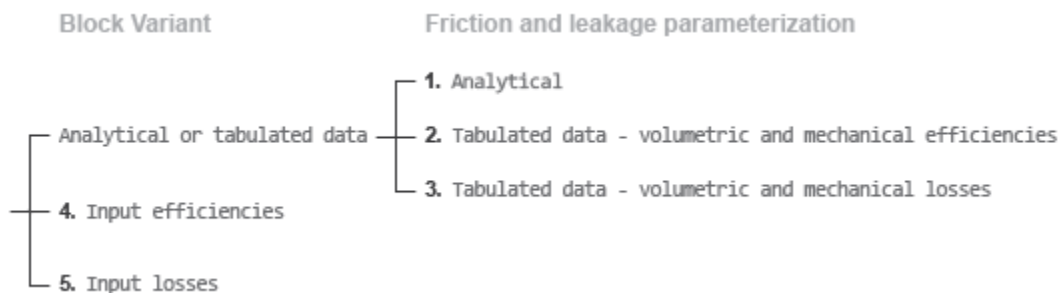 Block Variant
Friction and leakage parameterization
1. Analytical
Analytical or tabulated data
2. Tabulated data - volumetric and mechanical efficiencies
3. Tabulated data - volumetric and mechanical losses
4. Input efficiencies
5. Input losses